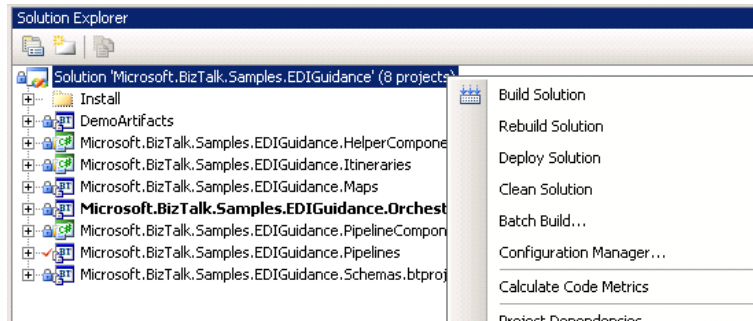 Solution Explorer
Solution 'Microsoft.BizTalk.Samples.EDIGuidance' (8 projects)
Install
DemoArtifacts
Microsoft.BizTalk.Samples.EDIGuidance.HelperCompone
Microsoft.BizTalk.Samples.EDIGuidance.Itineraries
Microsoft.BizTalk.Samples.EDIGuidance.Maps
Microsoft.BizTalk.Samples.EDIGuidance.Orchest
Microsoft.BizTalk.Samples.EDIGuidance.PipelineCompon
Microsoft.BizTalk.Samples.EDIGuidance.Pipelines
Microsoft.BizTalk.Samples.EDIGuidance.Schemas.btproj
Build Solution
Rebuild Solution
Deploy Solution
Clean Solution
Batch Build...
Configuration Manager...
Calculate Code Metrics
Project Dependencies